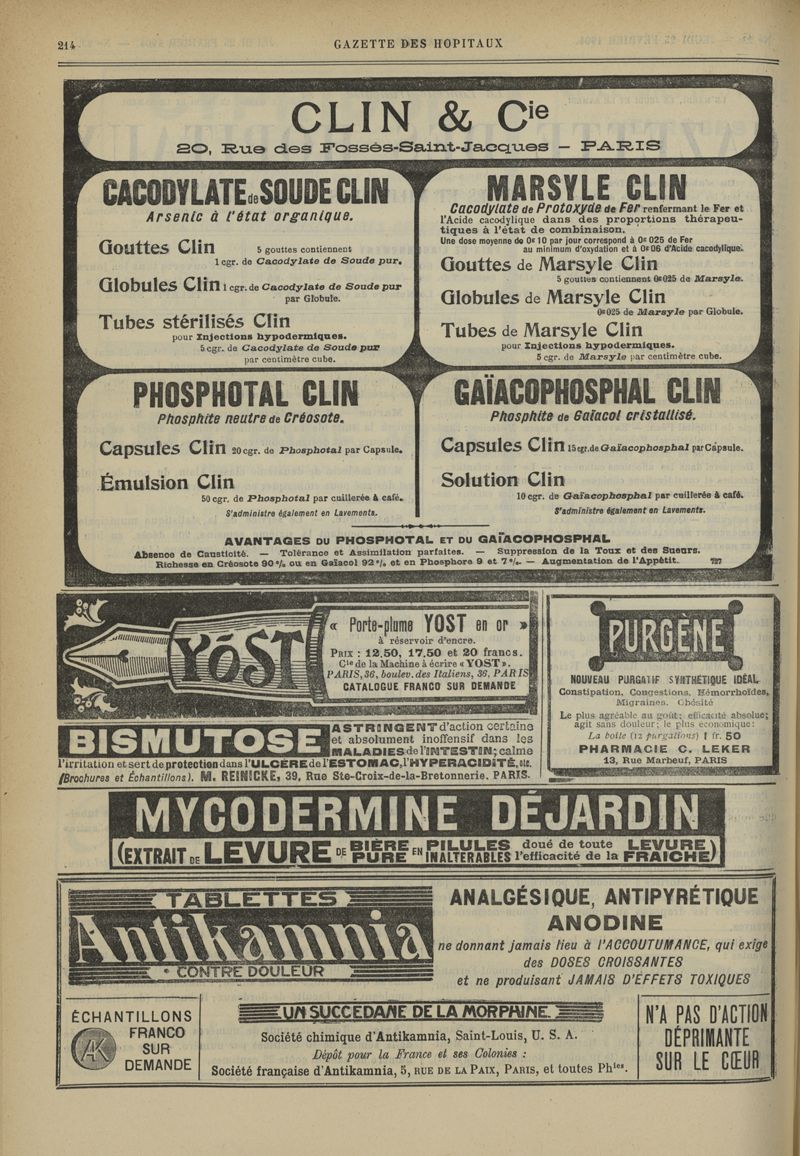 214
GAZETTE DES HOPITAUX
CLIN & Cie
20, Rue des Fossés-Saint-Jacques — PARIS
CACODYLATE de SOUDE CLIN
Arsenic à l'état organique.
Gouttes Clin 5 gouttes contiennent
1 cgr. de Cacodylate de Soude pur.
Globules Clin 1 cgr. de Cacodylate de Soude pur
par Globule.
Tubes stérilisés Clin
pour Injections hypodermiques.
5 cgr. de Cacodylate de Soude pur
par centimètre cube.
MARSYLE CLIN
Cacodylate de Protoxyde de Fer renfermant le Fer et
l'Acide cacodylique dans des proportions thérapeu-
tiques à l'état de combinaison.
Une dose moyenne de 0g 10 par jour correspond à 0g 025 de Fer
au minimum d'oxydation et à 0g 06 d'Acide cacodylique.
Gouttes de Marsyle Clin
5 gouttes contiennent 0g025 de Marsyle.
Globules de Marsyle Clin
0g025 de Marsyle par Globule.
Tubes de Marsyle Clin
pour Injections hypodermiques.
5 cgr. de Marsyle par centimètre cube.
PHOSPHOTAL CLIN
Phosphite neutre de Créosote.
Capsules Clin 20 cgr. de Phosphotal par Capsule.
Émulsion Clin
50 cgr. de Phosphotal par cuillerée à café.
S'administre également en Lavements.
GAÏACOPHOSPHAL CLIN
Phosphite de Gaïacol cristallisé.
Capsules Clin 15 cgr. de Gaïacophosphal par Capsule.
Solution Clin
10 cgr. de Gaïacophosphal par cuillerée à café.
S'administre également en Lavements.
AVANTAGES DU PHOSPHOTAL ET DU GAÏACOPHOSPHAL
Absence de Causticité. — Tolérance et Assimilation parfaites. — Suppression de la Toux et des Sueurs.
Richesse en Créosote 90 % ou en Gaïacol 92 % et en Phosphore 9 et 7 %. — Augmentation de l'Appétit. 727
YOST
« Porte-plume YOST en or »
à réservoir d'encre.
PRIX : 12.50, 17.50 et 20 francs.
Cie de la Machine à écrire « YOST ».
PARIS, 36, boulev. des Italiens, 36, PARIS
CATALOGUE FRANCO SUR DEMANDE
BISMUTOSE ASTRINGENT d'action certaine
et absolument inoffensif dans les
MALADIES de l'INTESTIN; calme
l'irritation et sert de protection dans l'ULCÈRE de l'ESTOMAC, l'HYPERACIDITÉ, etc.
(Brochures et Échantillons). M. REINICKE, 39, Rue Ste-Croix-de-la-Bretonnerie. PARIS.
PURGÈNE
NOUVEAU PURGATIF SYNTHÉTIQUE IDÉAL
Constipation, Congestions, Hémorrhoïdes,
Migraines, Obésité
Le plus agréable au goût; efficacité absolue;
agit sans douleur; le plus économique:
La boîte (12 purgations) 1 fr. 50
PHARMACIE C. LEKER
13, Rue Marbeuf, PARIS
MYCODERMINE DÉJARDIN
(EXTRAIT DE LEVURE DE BIÈRE PURE EN PILULES INALTÉRABLES doué de toute l'efficacité de la LEVURE FRAICHE)
TABLETTES
Antikamnia
CONTRE DOULEUR
ANALGÉSIQUE, ANTIPYRÉTIQUE
ANODINE
ne donnant jamais lieu à l'ACCOUTUMANCE, qui exige
des DOSES CROISSANTES
et ne produisant JAMAIS D'EFFETS TOXIQUES
ÉCHANTILLONS
FRANCO
SUR
DEMANDE
AK
UN SUCCÉDANÉ DE LA MORPHINE
Société chimique d'Antikamnia, Saint-Louis, U. S. A.
Dépôt pour la France et ses Colonies :
Société française d'Antikamnia, 5, RUE DE LA PAIX, PARIS, et toutes Phies.
N'A PAS D'ACTION
DÉPRIMANTE
SUR LE CŒUR